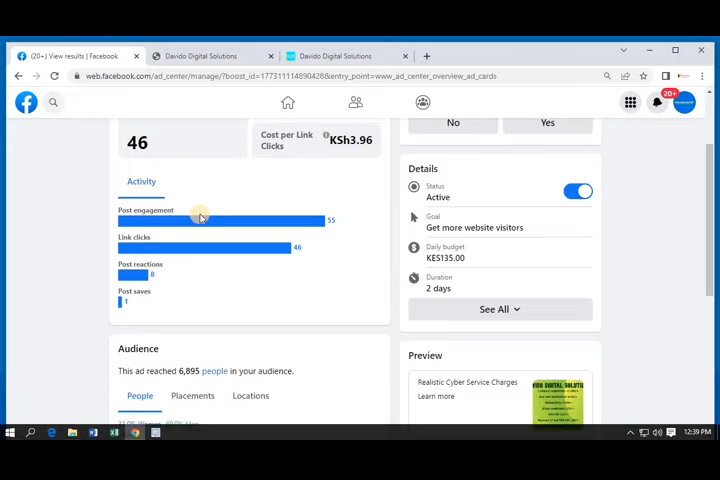 (20+) View results | Facebook
Davido Digital Solutions
Davido Digital Solutions
web.facebook.com/ad_center/manage/?boost_id=177311114890428&entry_point=www_ad_center_overview_ad_cards
20+
46
Cost per Link Clicks
KSh3.96
No
Yes
Activity
Post engagement
55
Link clicks
46
Post reactions
8
Post saves
1
Details
Status
Active
Goal
Get more website visitors
Daily budget
KES135.00
Duration
2 days
See All
Audience
This ad reached 6,895 people in your audience.
People
Placements
Locations
Preview
Realistic Cyber Service Charges
Learn more
VIDO DIGITAL SOLUTIO
12:39 PM